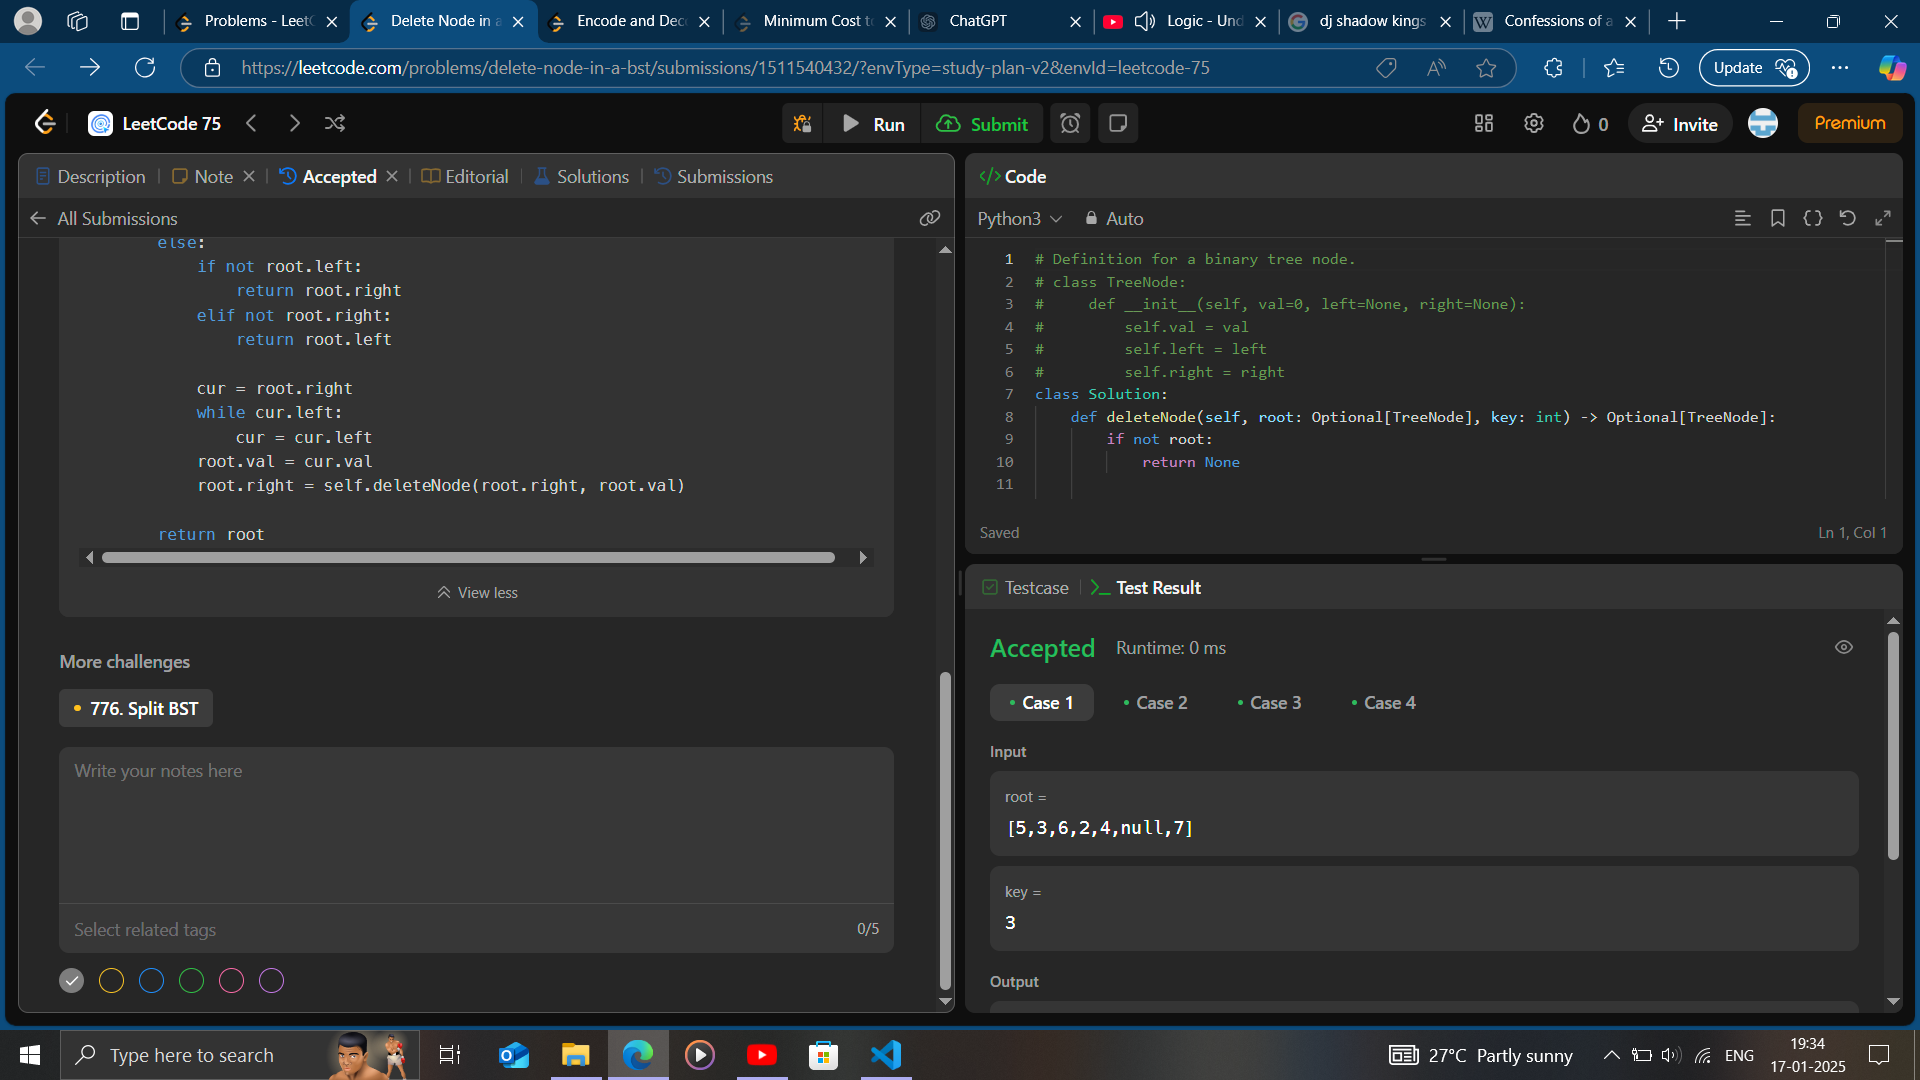 Problems - LeetC
Delete Node in a
Encode and Dec
Minimum Cost t
ChatGPT
Logic - Und
dj shadow kings
Confessions of a
https://leetcode.com/problems/delete-node-in-a-bst/submissions/1511540432/?envType=study-plan-v2&envId=leetcode-75
Update
LeetCode 75
Run
Submit
0
Invite
Premium
Description
Note
Accepted
Editorial
Solutions
Submissions
All Submissions
else:
if not root.left:
return root.right
elif not root.right:
return root.left
cur = root.right
while cur.left:
cur = cur.left
root.val = cur.val
root.right = self.deleteNode(root.right, root.val)
return root
View less
More challenges
776. Split BST
Write your notes here
Select related tags
0/5
</> Code
Python3
Auto
1 # Definition for a binary tree node.
2 # class TreeNode:
3 #     def __init__(self, val=0, left=None, right=None):
4 #         self.val = val
5 #         self.left = left
6 #         self.right = right
7 class Solution:
8     def deleteNode(self, root: Optional[TreeNode], key: int) -> Optional[TreeNode]:
9         if not root:
10             return None
11
Saved
Ln 1, Col 1
Testcase
Test Result
Accepted
Runtime: 0 ms
Case 1
Case 2
Case 3
Case 4
Input
root =
[5,3,6,2,4,null,7]
key =
3
Output
Type here to search
27°C Partly sunny
ENG
19:34
17-01-2025